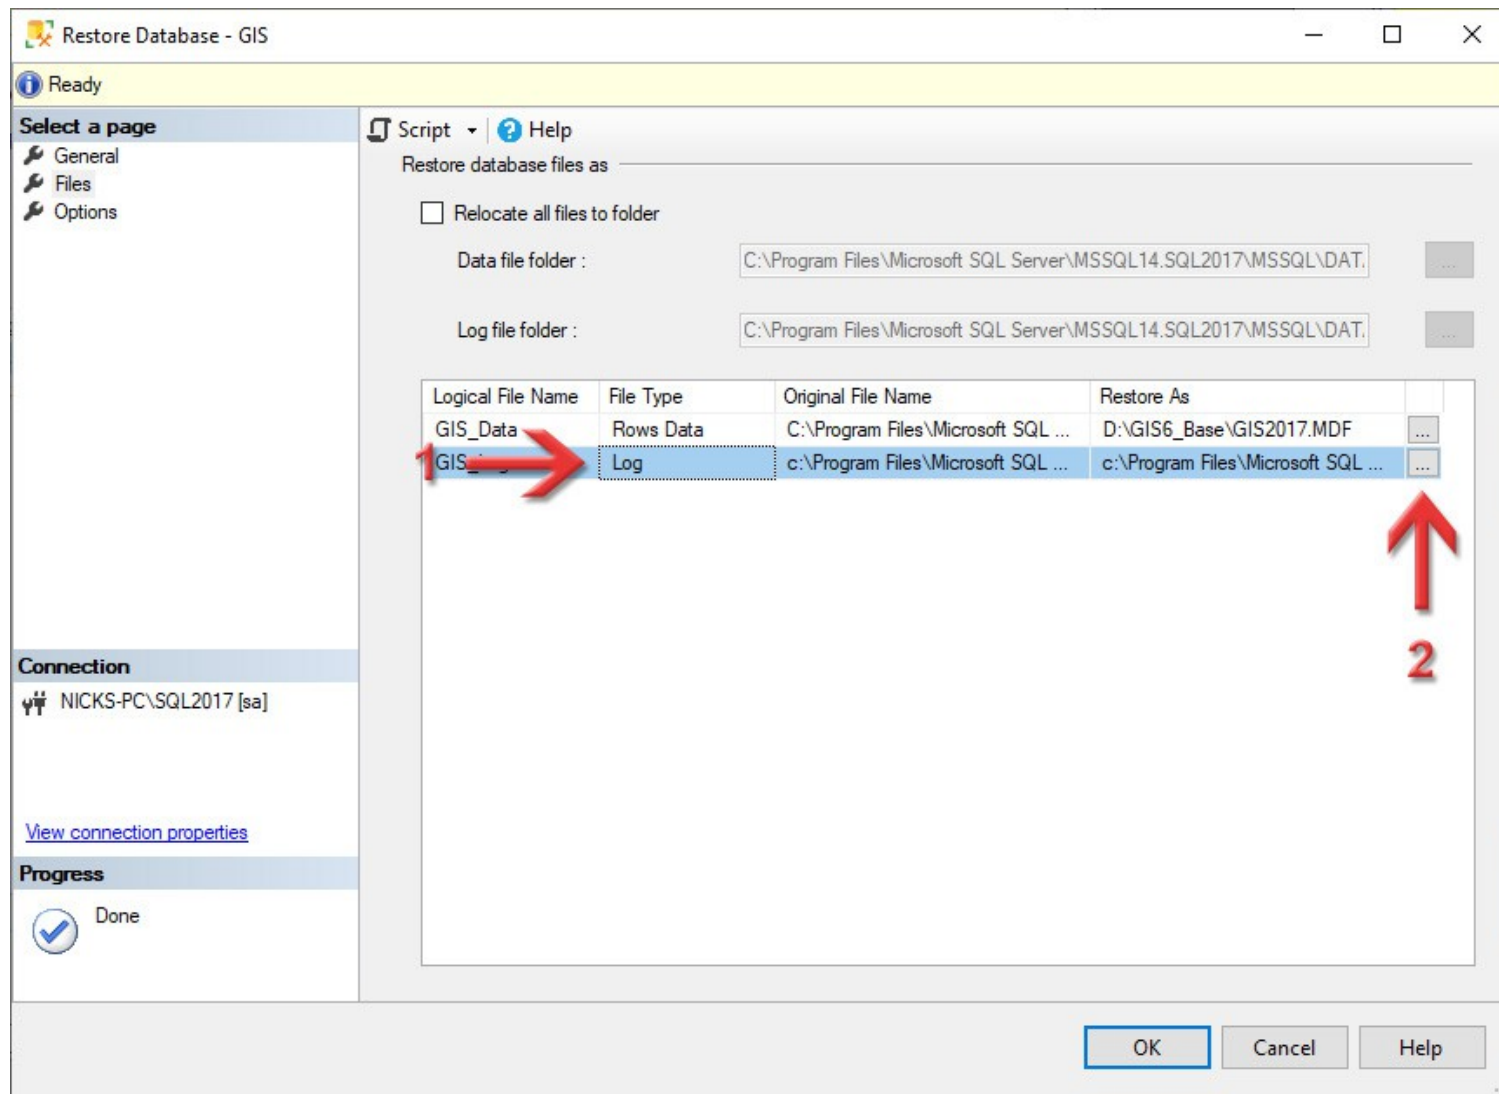 Restore Database - GIS
Ready
Select a page
General
Files
Options
Script
Help
Restore database files as
Relocate all files to folder
Data file folder :
C:\Program Files\Microsoft SQL Server\MSSQL14.SQL2017\MSSQL\DAT.
...
Log file folder :
C:\Program Files\Microsoft SQL Server\MSSQL14.SQL2017\MSSQL\DAT.
...
Logical File Name File Type Original File Name Restore As
GIS_Data Rows Data C:\Program Files\Microsoft SQL ... D:\GIS6_Base\GIS2017.MDF ...
1 Log c:\Program Files\Microsoft SQL ... c:\Program Files\Microsoft SQL ... ...
2
Connection
NICKS-PC\SQL2017 [sa]
View connection properties
Progress
Done
OK Cancel Help